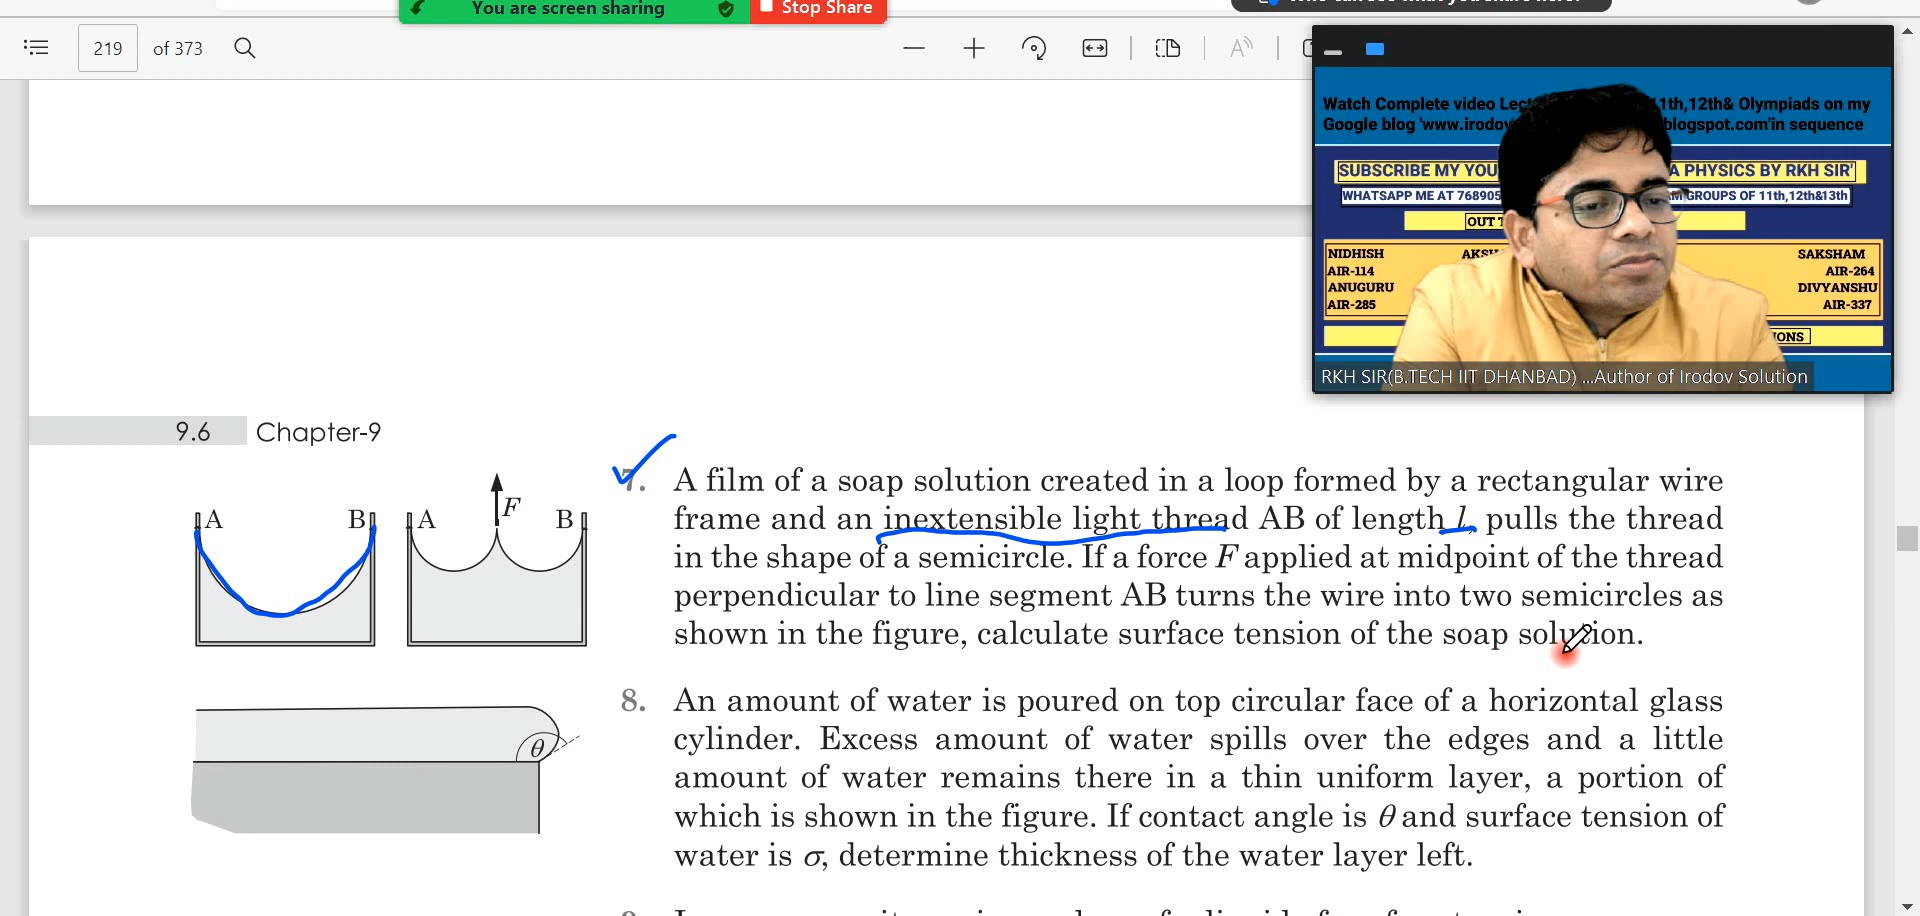 You are screen sharing
Stop Share
219 of 373
Watch Complete video 11th,12th& Olympiads on my
Google blog 'www.irodov blogspot.com'in sequence
SUBSCRIBE MY YOU A PHYSICS BY RKH SIR'
WHATSAPP ME AT 768905 GROUPS OF 11th,12th&13th
OUT
NIDHISH SAKSHAM
AIR-114 AIR-264
ANUGURU DIVYANSHU
AIR-285 AIR-337
RKH SIR(B.TECH IIT DHANBAD) ...Author of Irodov Solution
9.6 Chapter-9
A B A F B
7. A film of a soap solution created in a loop formed by a rectangular wire
frame and an inextensible light thread AB of length l, pulls the thread
in the shape of a semicircle. If a force F applied at midpoint of the thread
perpendicular to line segment AB turns the wire into two semicircles as
shown in the figure, calculate surface tension of the soap solution.
θ
8. An amount of water is poured on top circular face of a horizontal glass
cylinder. Excess amount of water spills over the edges and a little
amount of water remains there in a thin uniform layer, a portion of
which is shown in the figure. If contact angle is θ and surface tension of
water is σ, determine thickness of the water layer left.